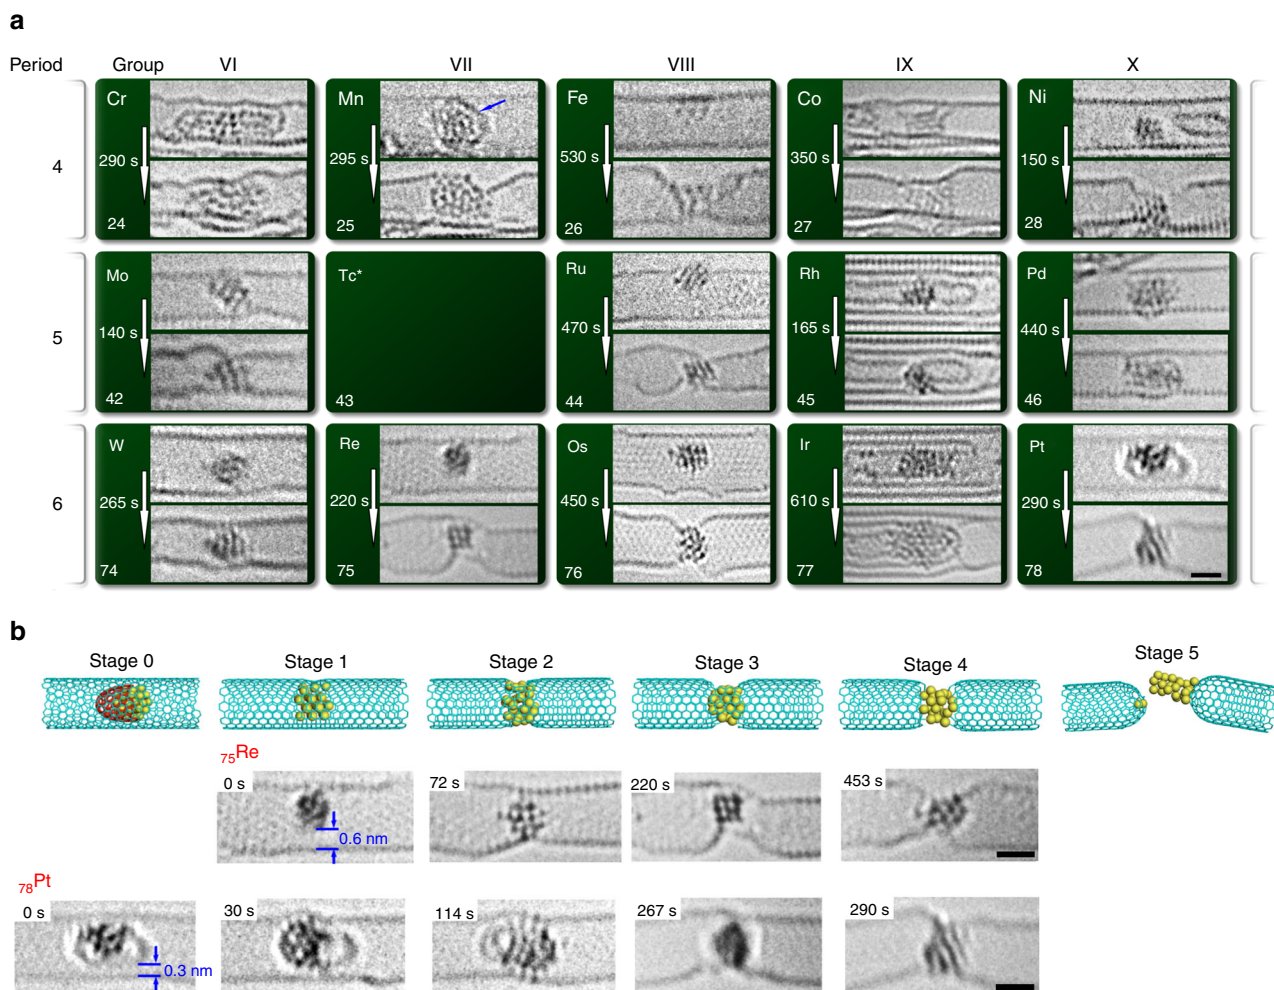 a
Period Group VI VII VIII IX X
4
Cr 290 s 24
Mn 295 s 25
Fe 530 s 26
Co 350 s 27
Ni 150 s 28
5
Mo 140 s 42
Tc* 43
Ru 470 s 44
Rh 165 s 45
Pd 440 s 46
6
W 265 s 74
Re 220 s 75
Os 450 s 76
Ir 610 s 77
Pt 290 s 78
b
Stage 0 Stage 1 Stage 2 Stage 3 Stage 4 Stage 5
75Re
0 s 72 s 220 s 453 s
0.6 nm
78Pt
0 s 30 s 114 s 267 s 290 s
0.3 nm